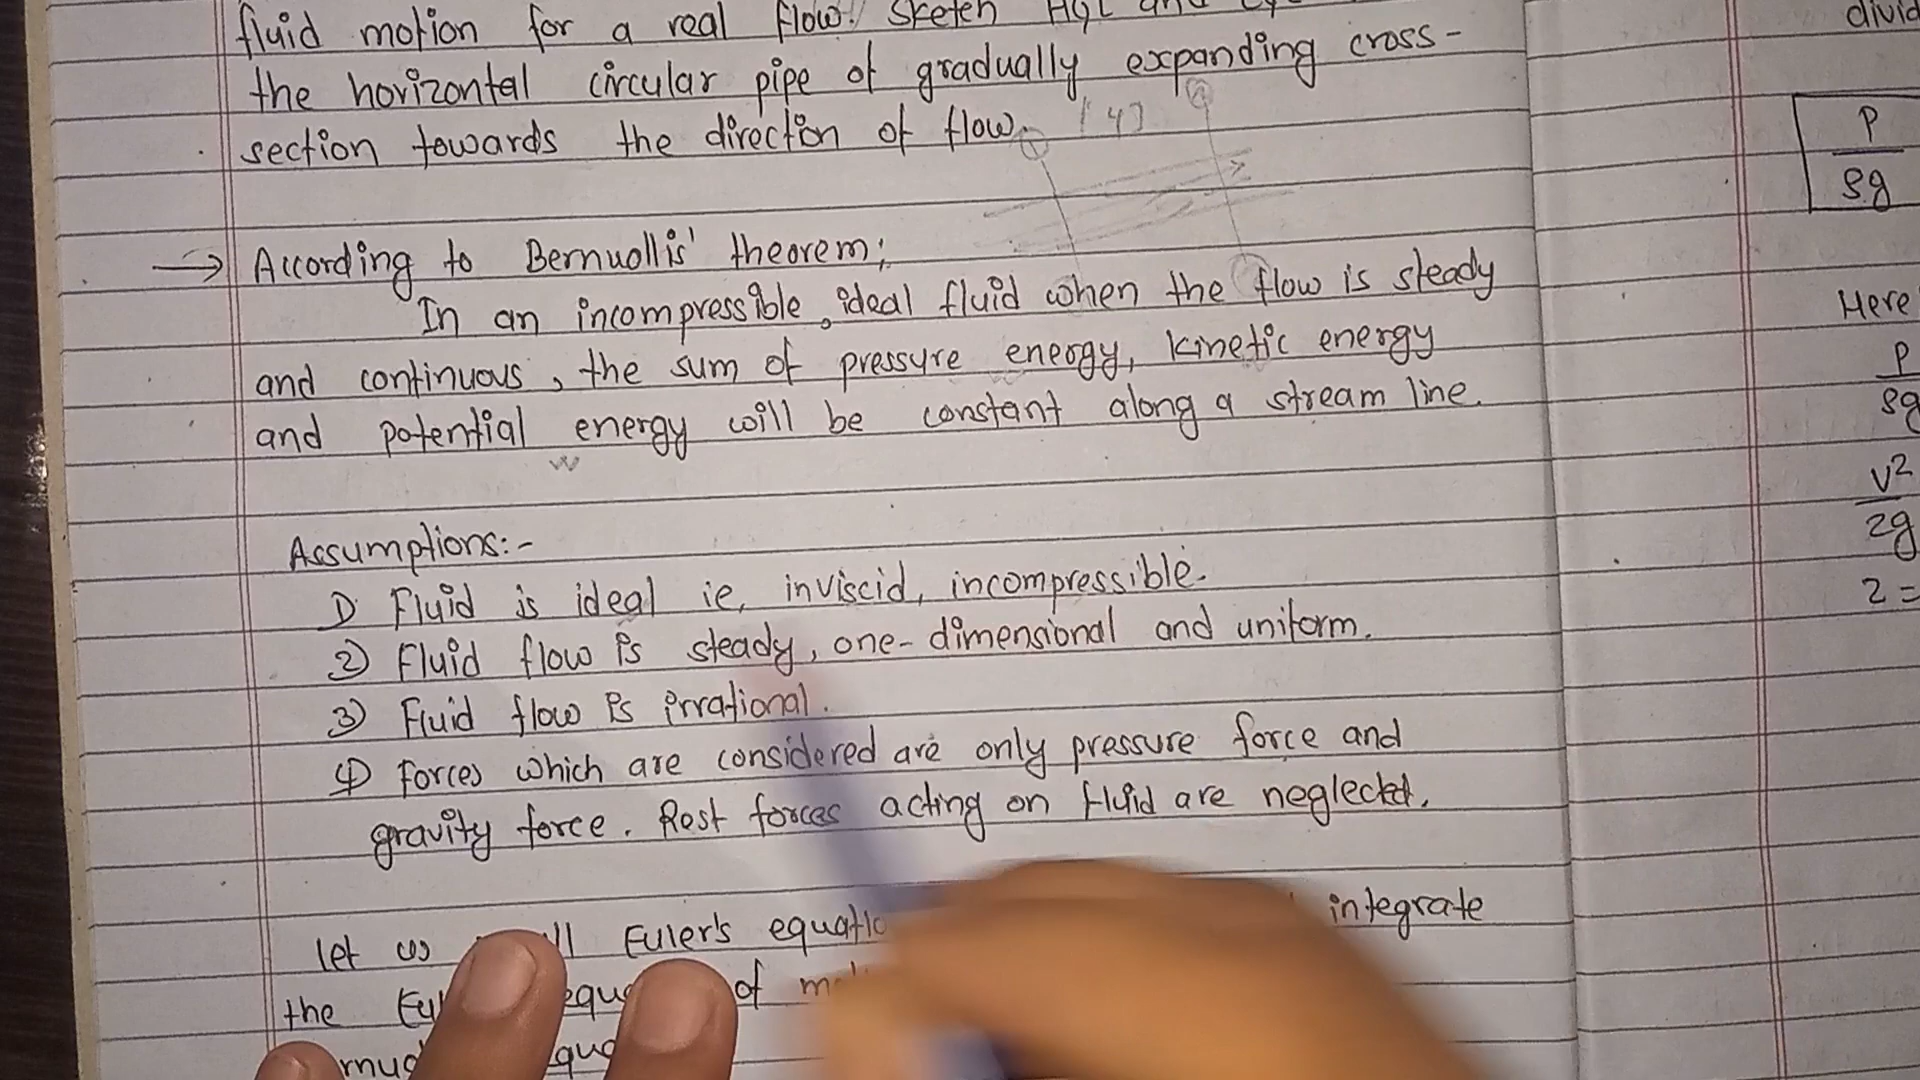 fluid motion for a real flow. Sketch HGL and
the horizontal circular pipe of gradually expanding cross-
section towards the direction of flow. [4]
→ According to Bernuollis' theorem;
In an incompressible, ideal fluid when the flow is steady
and continuous, the sum of pressure energy, kinetic energy
and potential energy will be constant along a stream line.
Assumptions:-
1) Fluid is ideal ie, inviscid, incompressible.
2) Fluid flow is steady, one-dimensional and uniform.
3) Fluid flow is irrational.
4) Forces which are considered are only pressure force and
gravity force. Rest forces acting on fluid are neglected.
let us Euler's integrate
the of
P
ρg
Here
P
ρg
V²
2g
z =